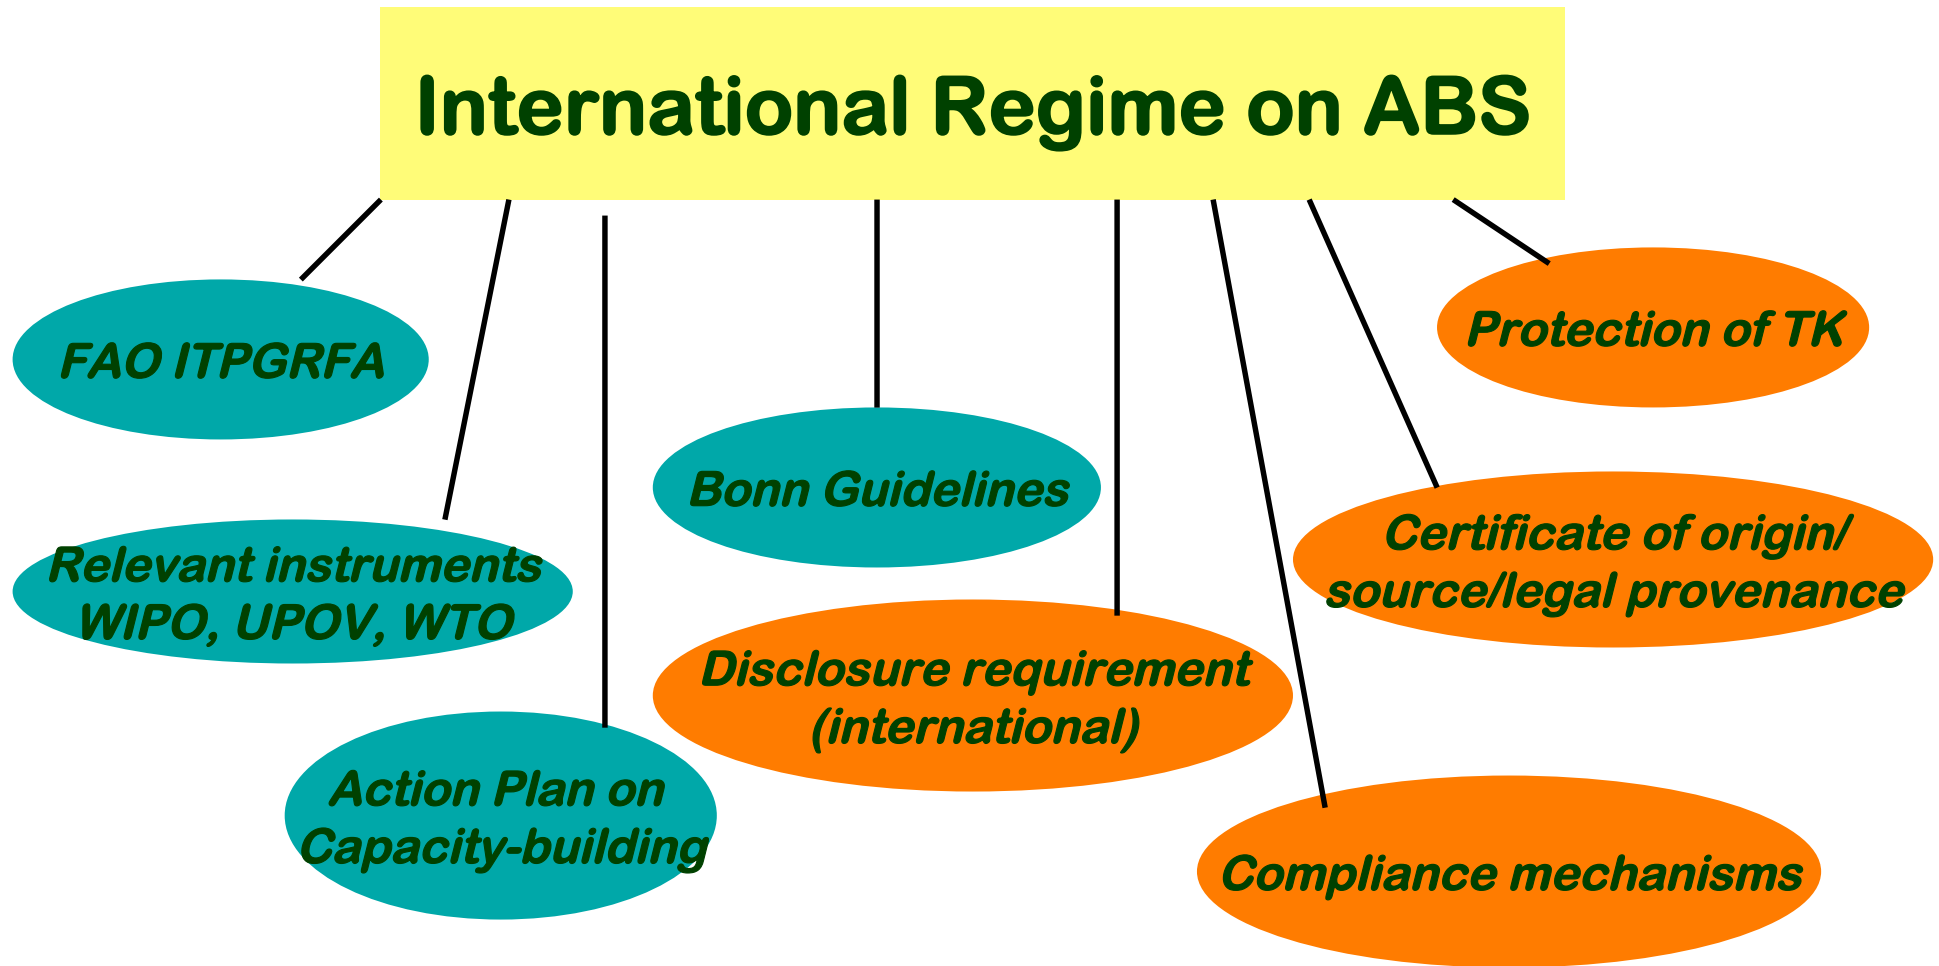 International Regime on ABS
FAO ITPGRFA
Protection of TK
Bonn Guidelines
Relevant instruments
WIPO, UPOV, WTO
Certificate of origin/
source/legal provenance
Disclosure requirement
(international)
Action Plan on
Capacity-building
Compliance mechanisms